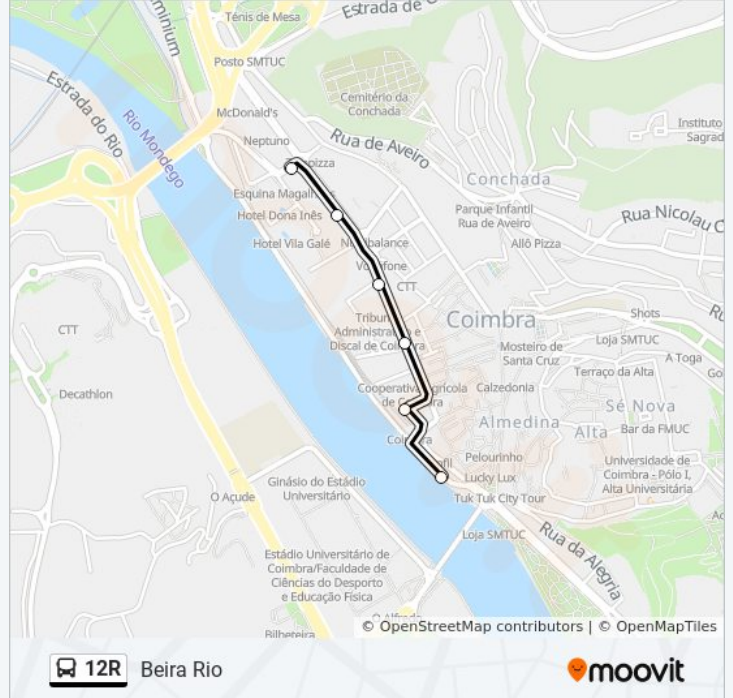 Ténis de Mesa
Estrada de C
Posto SMTUC
Estrada do Rio
Rio Mondego
McDonald's
Cemitério da
Conchada
Neptuno
Rua de Aveiro
Instituto
Sagrad
Conchada
Esquina Magalh
Hotel Dona Inês
Parque Infantil
Rua de Aveiro
Rua Nicolau C
Hotel Vila Galé
Allô Pizza
CTT
Coimbra
Shots
CTT
Mosteiro de
Santa Cruz
Loja SMTUC
A Toga
Terraço da Alta
Decathlon
Calzedonia
Sé Nova
Almedina
Alta
Bar da FMUC
Pelourinho
Lucky Lux
Universidade de
Coimbra - Pólo I,
Alta Universitária
Ginásio do Estádio
Universitário
O Açude
Tuk Tuk City Tour
Loja SMTUC
Rua da Alegria
Estádio Universitário de
Coimbra/Faculdade de
Ciências do Desporto
e Educação Física
© OpenStreetMap contributors | © OpenMapTiles
12R Beira Rio
moovit